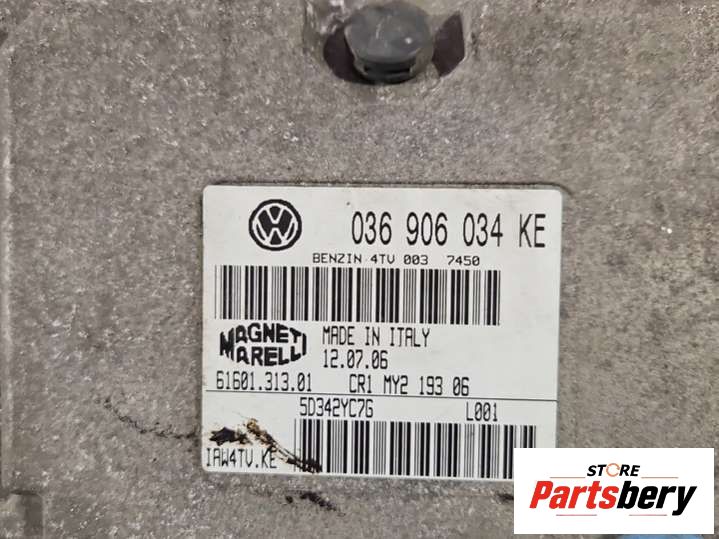 036 906 034 KE
BENZIN 4TV 003 7450
MAGNETI MARELLI
MADE IN ITALY
12.07.06
61601.313.01 CR1 MY2 193 06
5D342YC7G L001
IAW4TV.KE
STORE
Partsbery